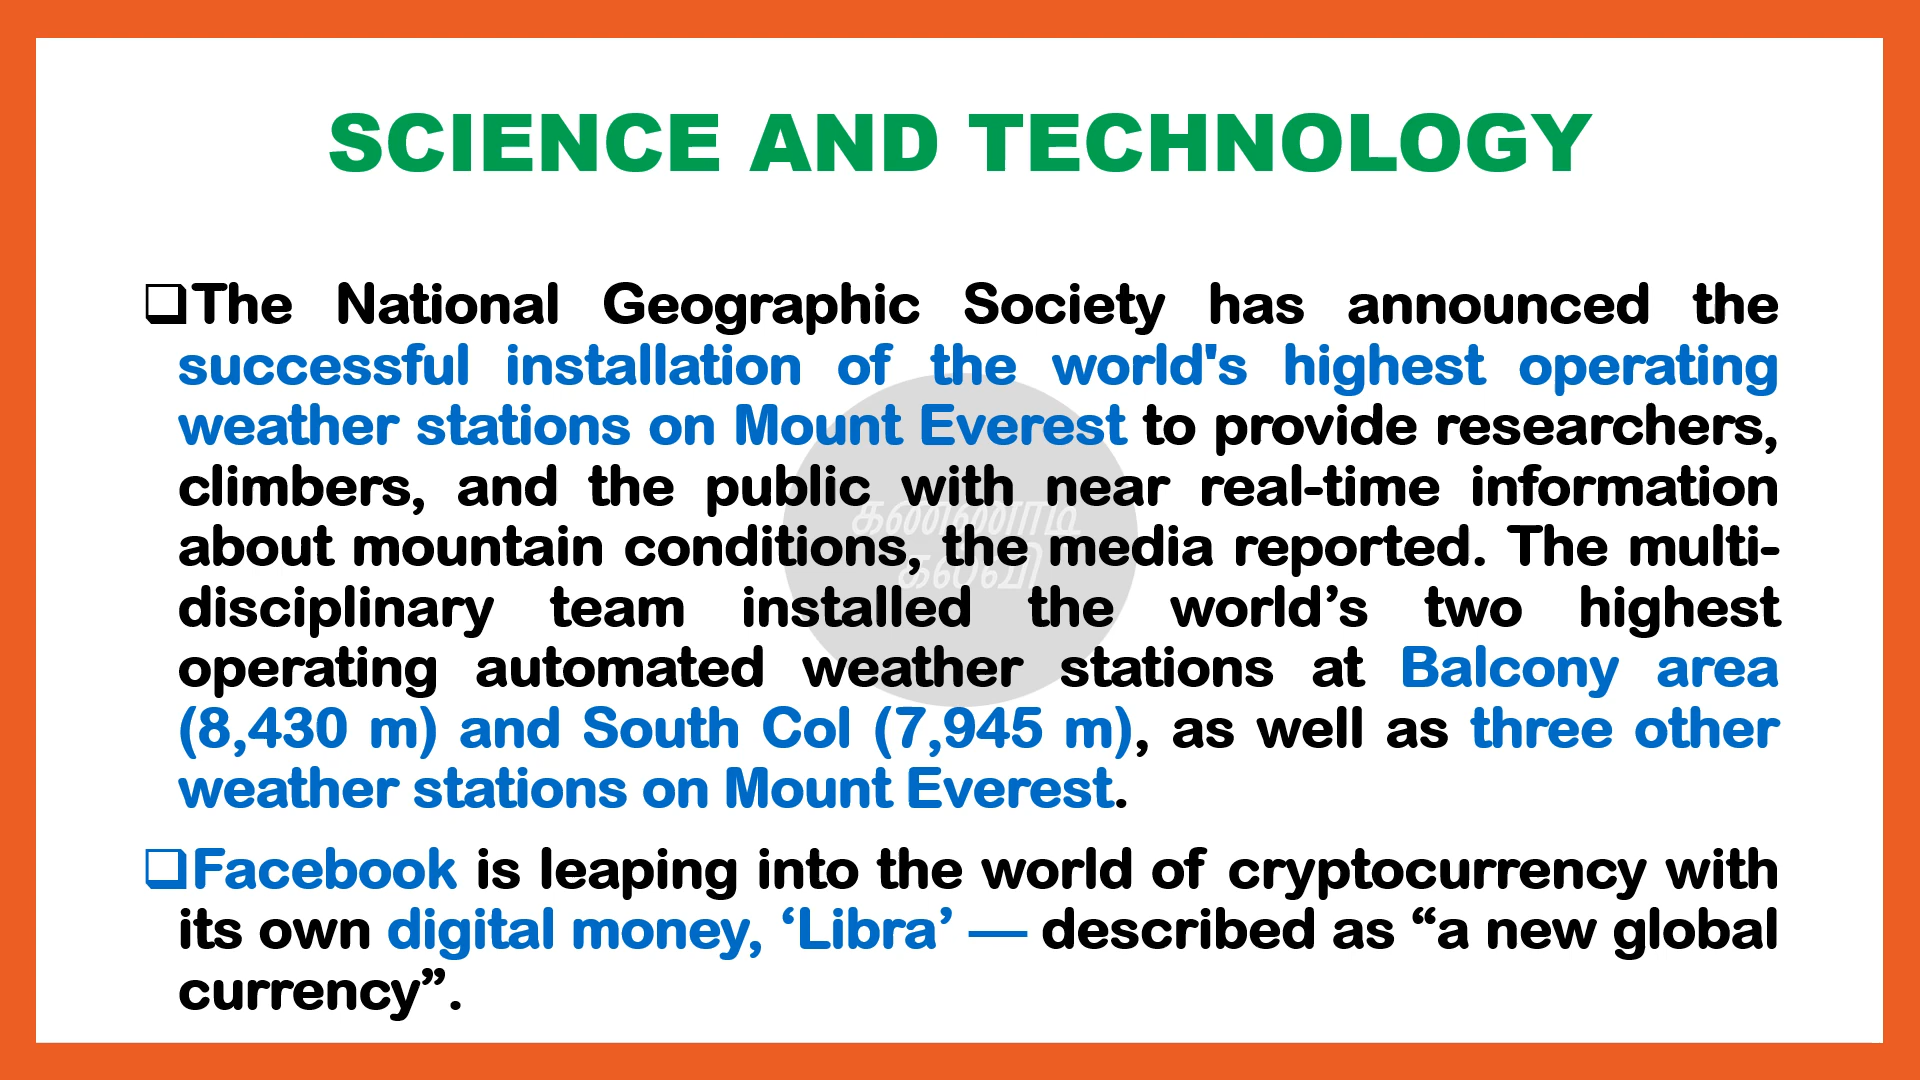 SCIENCE AND TECHNOLOGY
❑The National Geographic Society has announced the
successful installation of the world's highest operating
weather stations on Mount Everest to provide researchers,
climbers, and the public with near real-time information
about mountain conditions, the media reported. The multi-
disciplinary team installed the world’s two highest
operating automated weather stations at Balcony area
(8,430 m) and South Col (7,945 m), as well as three other
weather stations on Mount Everest.
❑Facebook is leaping into the world of cryptocurrency with
its own digital money, ‘Libra’ — described as “a new global
currency”.